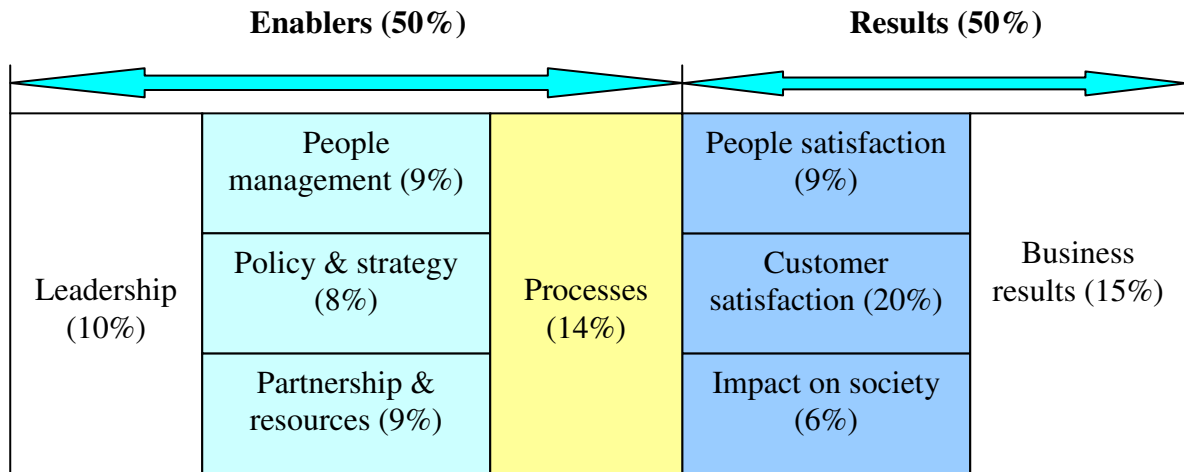 Enablers (50%)
Results (50%)
Leadership
(10%)
People
management (9%)
Policy & strategy
(8%)
Partnership &
resources (9%)
Processes
(14%)
People satisfaction
(9%)
Customer
satisfaction (20%)
Impact on society
(6%)
Business
results (15%)